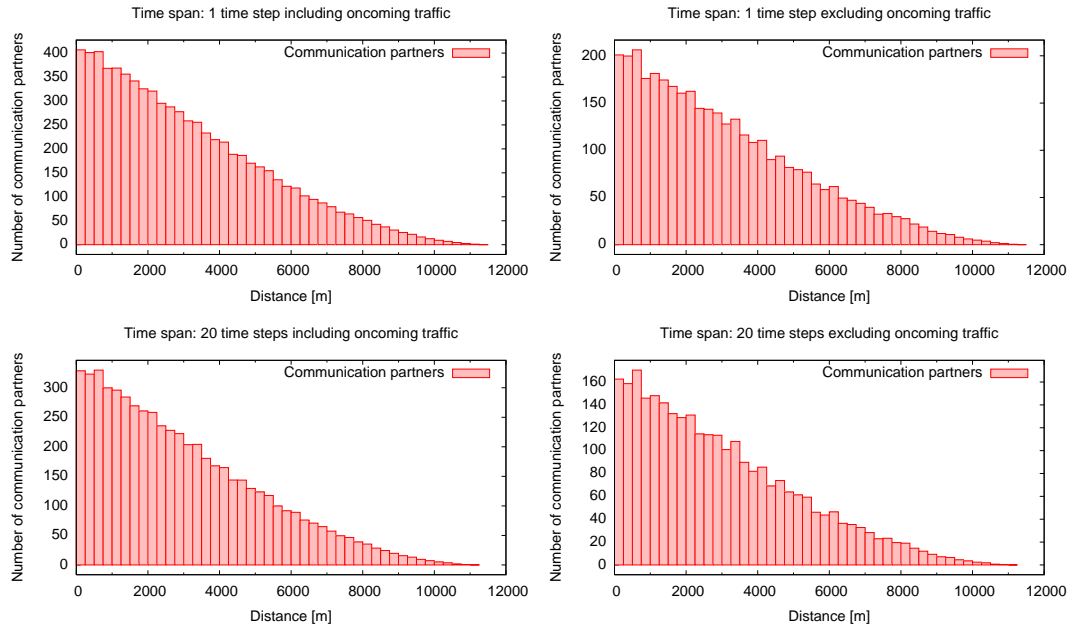 Time span: 1 time step including oncoming traffic
Number of communication partners
400
350
300
250
200
150
100
50
0
Communication partners
0 2000 4000 6000 8000 10000 12000
Distance [m]
Time span: 1 time step excluding oncoming traffic
Number of communication partners
200
150
100
50
0
Communication partners
0 2000 4000 6000 8000 10000 12000
Distance [m]
Time span: 20 time steps including oncoming traffic
Number of communication partners
300
250
200
150
100
50
0
Communication partners
0 2000 4000 6000 8000 10000 12000
Distance [m]
Time span: 20 time steps excluding oncoming traffic
Number of communication partners
160
140
120
100
80
60
40
20
0
Communication partners
0 2000 4000 6000 8000 10000 12000
Distance [m]